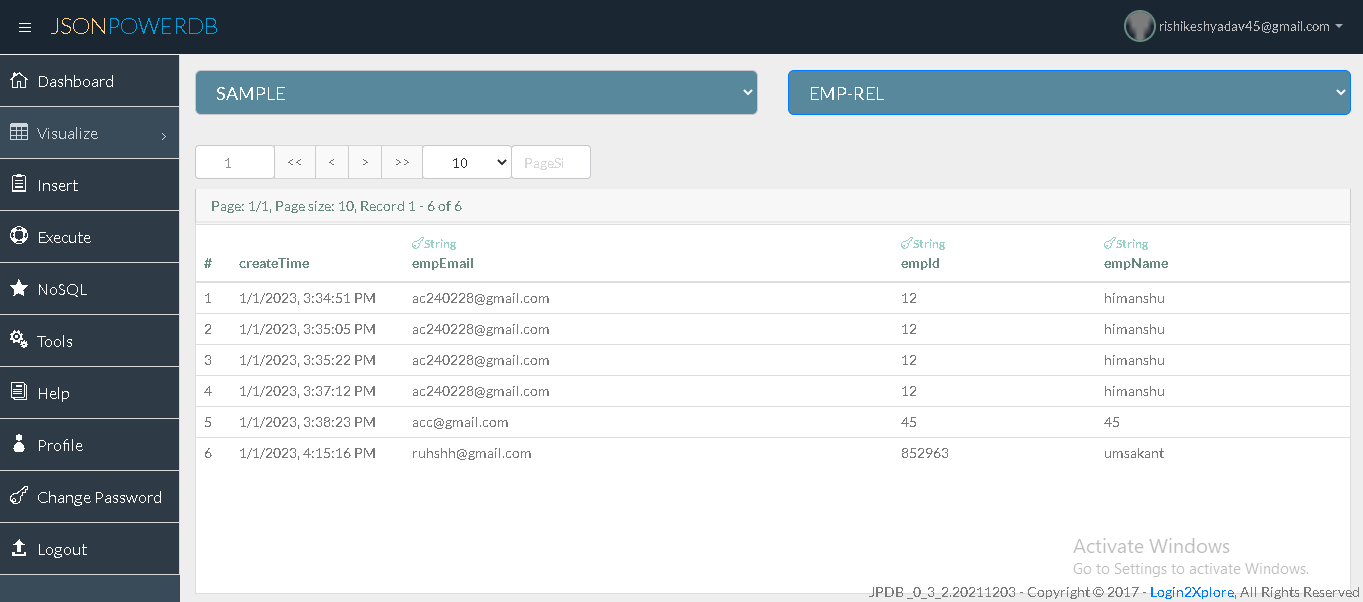 JSONPOWERDB
rishikeshyadav45@gmail.com
Dashboard
Visualize
Insert
Execute
NoSQL
Tools
Help
Profile
Change Password
Logout
SAMPLE
EMP-REL
1 << < > >> 10 PageSi
Page: 1/1, Page size: 10, Record 1 - 6 of 6
String String String
# createTime empEmail empId empName
1 1/1/2023, 3:34:51 PM ac240228@gmail.com 12 himanshu
2 1/1/2023, 3:35:05 PM ac240228@gmail.com 12 himanshu
3 1/1/2023, 3:35:22 PM ac240228@gmail.com 12 himanshu
4 1/1/2023, 3:37:12 PM ac240228@gmail.com 12 himanshu
5 1/1/2023, 3:38:23 PM acc@gmail.com 45 45
6 1/1/2023, 4:15:16 PM ruhshh@gmail.com 852963 umsakant
Activate Windows
Go to Settings to activate Windows.
JPDB_0_3_2.20211203 - Copyright © 2017 - Login2Xplore, All Rights Reserved